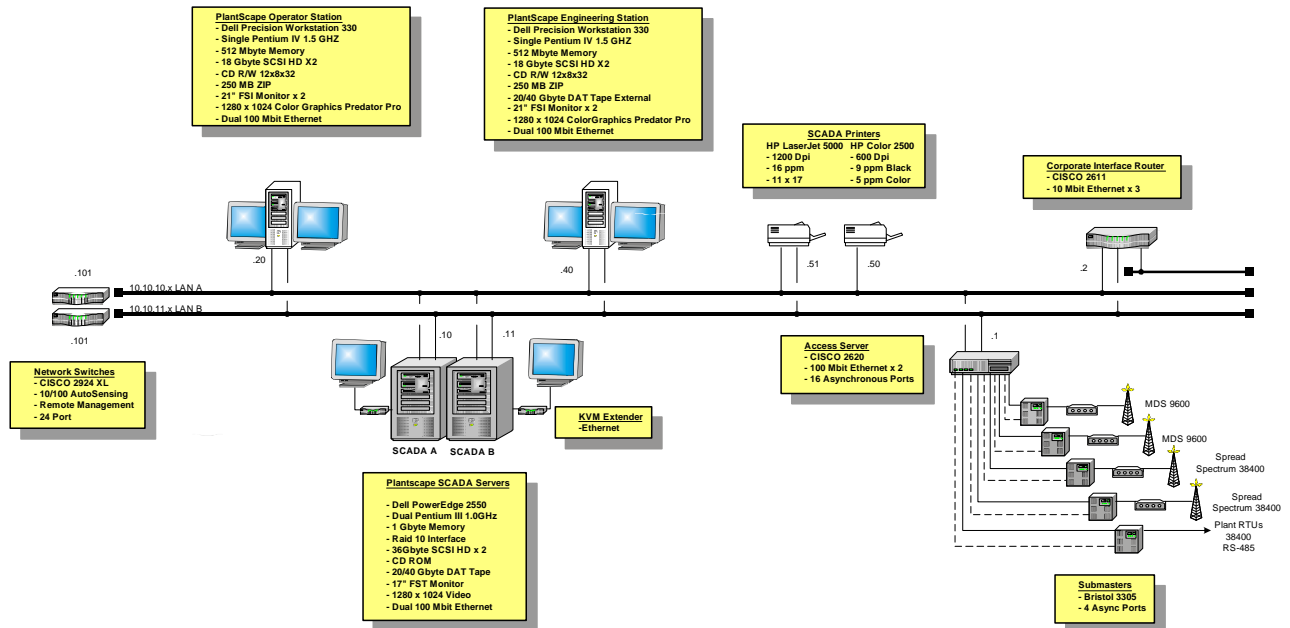 PlantScape Operator Station
- Dell Precision Workstation 330
- Single Pentium IV 1.5 GHZ
- 512 Mbyte Memory
- 18 Gbyte SCSI HD X2
- CD R/W 12x8x32
- 250 MB ZIP
- 21" FSI Monitor x 2
- 1280 x 1024 Color Graphics Predator Pro
- Dual 100 Mbit Ethernet
PlantScape Engineering Station
- Dell Precision Workstation 330
- Single Pentium IV 1.5 GHZ
- 512 Mbyte Memory
- 18 Gbyte SCSI HD X2
- CD R/W 12x8x32
- 250 MB ZIP
- 20/40 Gbyte DAT Tape External
- 21" FSI Monitor x 2
- 1280 x 1024 ColorGraphics Predator Pro
- Dual 100 Mbit Ethernet
SCADA Printers
HP LaserJet 5000 HP Color 2500
- 1200 Dpi - 600 Dpi
- 16 ppm - 9 ppm Black
- 11 x 17 - 5 ppm Color
Corporate Interface Router
- CISCO 2611
- 10 Mbit Ethernet x 3
.20
.40
.51
.50
.2
.101
10.10.10.x LAN A
10.10.11.x LAN B
.101
.10
.11
.1
Network Switches
- CISCO 2924 XL
- 10/100 AutoSensing
- Remote Management
- 24 Port
SCADA A
SCADA B
KVM Extender
-Ethernet
Access Server
- CISCO 2620
- 100 Mbit Ethernet x 2
- 16 Asynchronous Ports
MDS 9600
MDS 9600
Spread
Spectrum 38400
Spread
Spectrum 38400
Plant RTUs
38400
RS-485
Plantscape SCADA Servers
- Dell PowerEdge 2550
- Dual Pentium III 1.0GHz
- 1 Gbyte Memory
- Raid 10 Interface
- 36Gbyte SCSI HD x 2
- CD ROM
- 20/40 Gbyte DAT Tape
- 17" FST Monitor
- 1280 x 1024 Video
- Dual 100 Mbit Ethernet
Submasters
- Bristol 3305
- 4 Async Ports